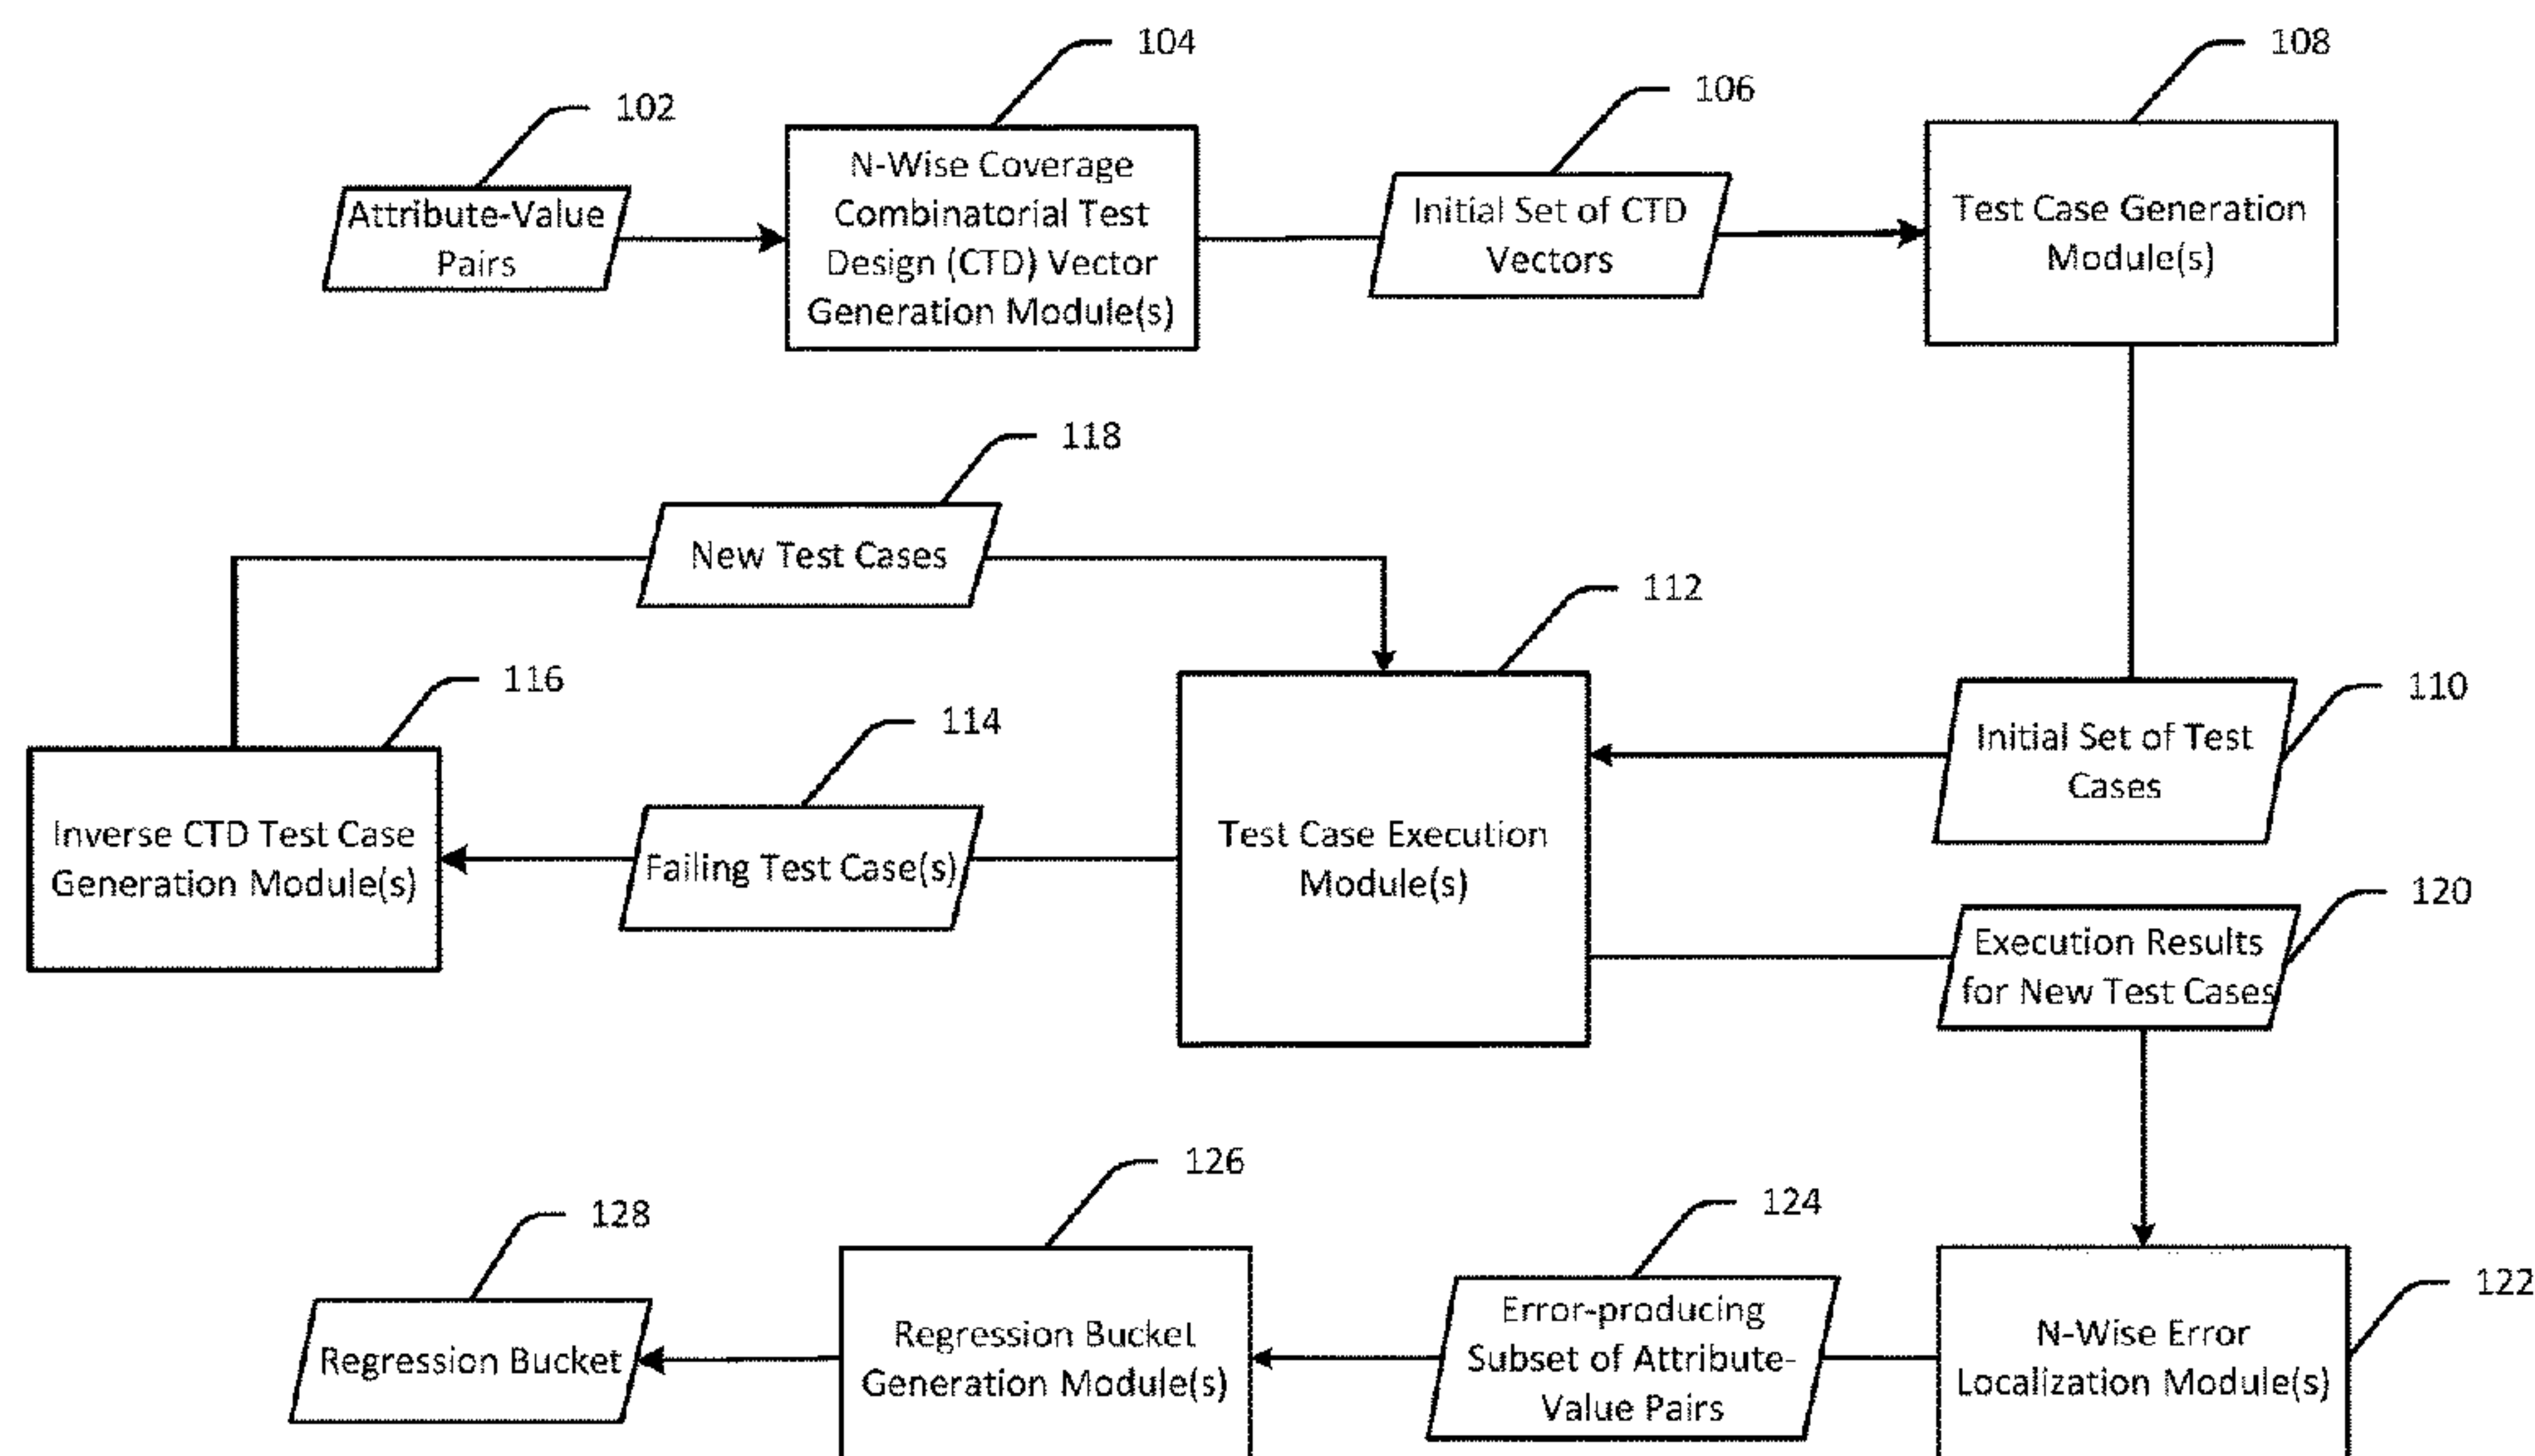 104
108
106
102
N-Wise Coverage
Combinatorial Test
Design (CTD) Vector
Generation Module(s)
Attribute-Value
Pairs
Initial Set of CTD
Vectors
Test Case Generation
Module(s)
118
New Test Cases
112
116
114
110
Initial Set of Test
Cases
Inverse CTD Test Case
Generation Module(s)
Failing Test Case(s)
Test Case Execution
Module(s)
120
Execution Results
for New Test Cases
126
128
124
122
Regression Bucket
Regression Bucket
Generation Module(s)
Error-producing
Subset of Attribute-
Value Pairs
N-Wise Error
Localization Module(s)